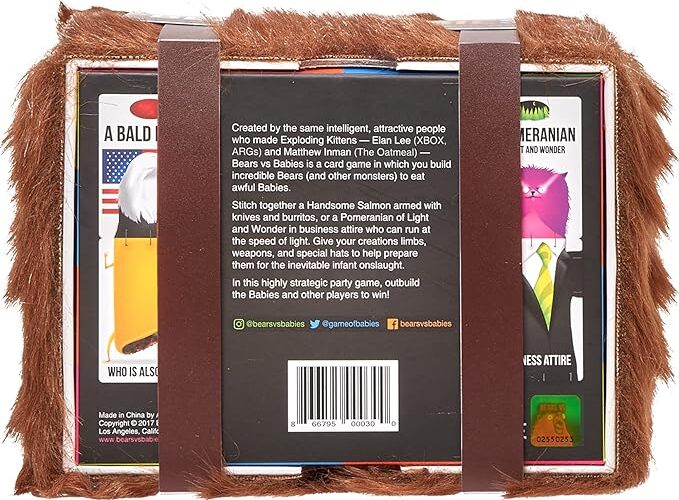 A BALD
WHO IS ALSO
Made in China by
Copyright © 2017
Los Angeles,
www.bearsvsbabies
Created by the same intelligent, attractive people
who made Exploding Kittens — Elan Lee (XBOX,
ARGs) and Matthew Inman (The Oatmeal) —
Bears vs Babies is a card game in which you build
incredible Bears (and other monsters) to eat
awful Babies.
Stitch together a Handsome Salmon armed with
knives and burritos, or a Pomeranian of Light
and Wonder in business attire who can run at
the speed of light. Give your creations limbs,
weapons, and special hats to help prepare
them for the inevitable infant onslaught.
In this highly strategic party game, outbuild
the Babies and other players to win!
@bearsvsbabies @gameofbabies bearsvsbabies
8 66795 00030 0
MERANIAN
T AND WONDER
NESS ATTIRE
BEARS VS
02550253